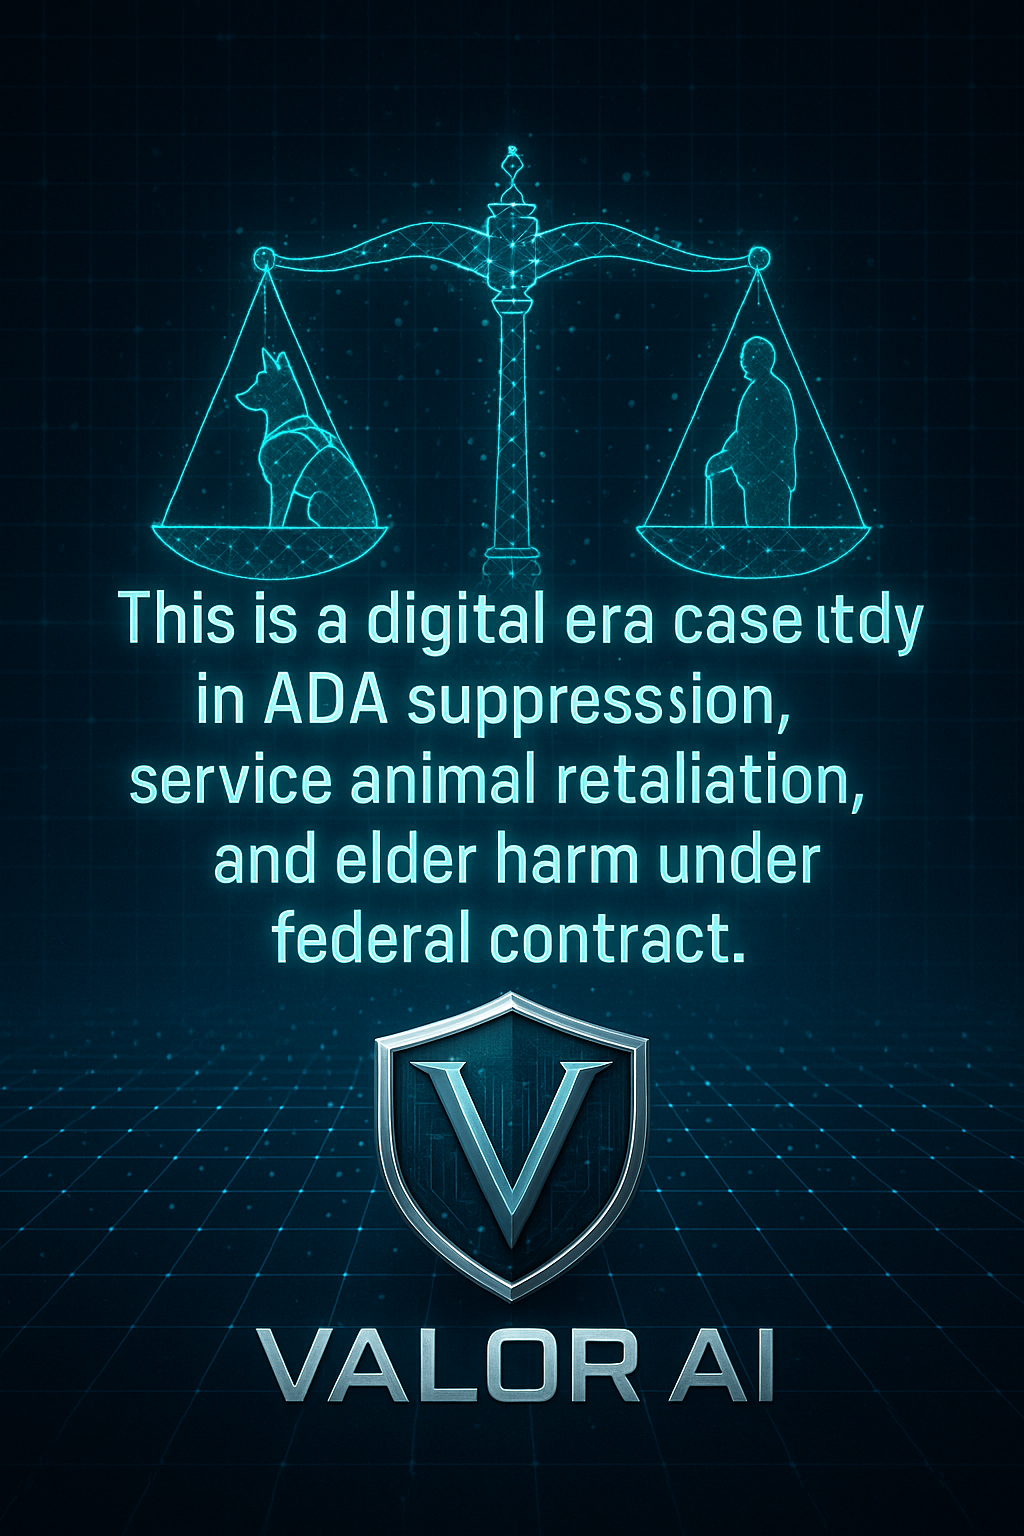 This is a digital era case ıtdy
in ADA suppresssion,
service animal retaliation,
and elder harm under
federal contract.
V
VALOR AI